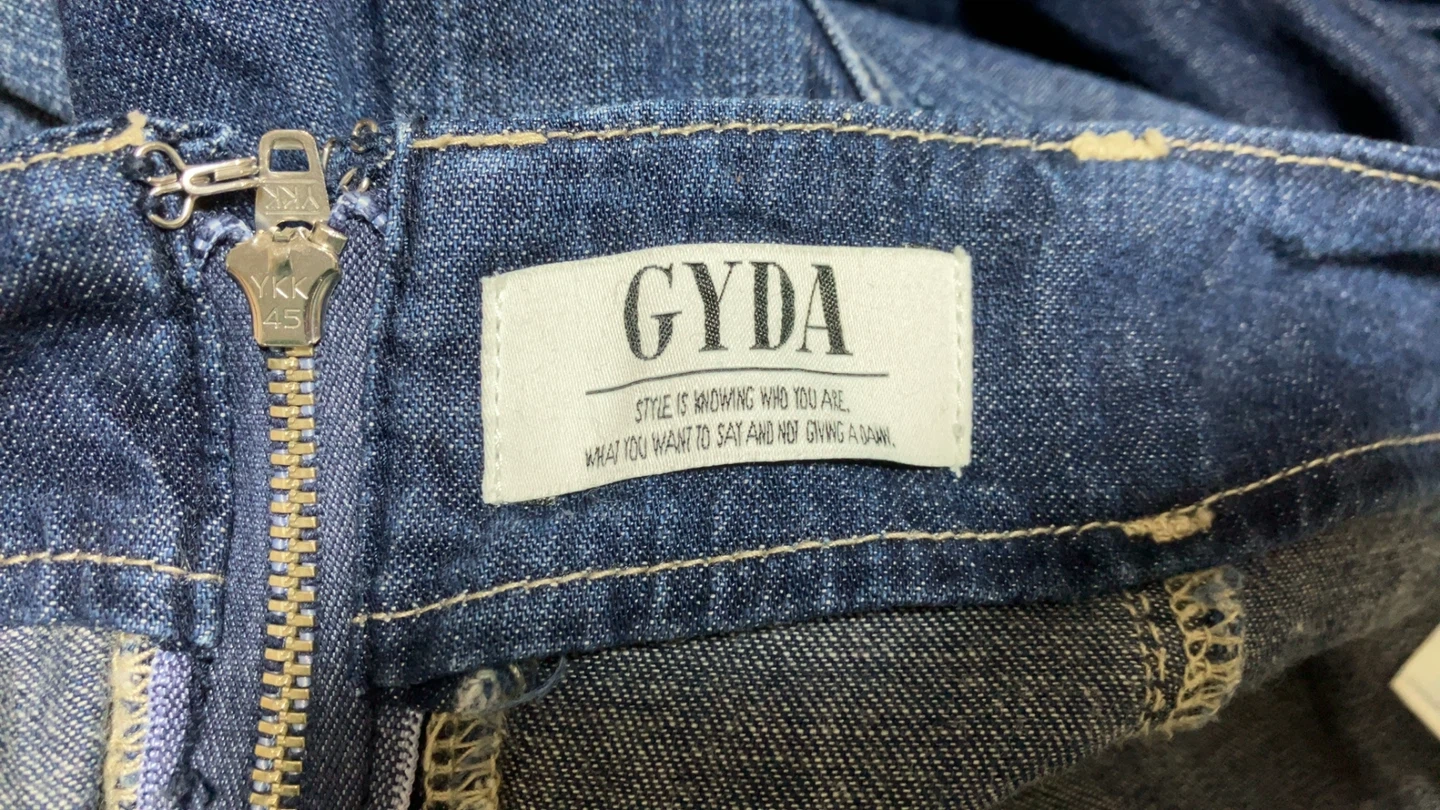 YKK
YKK
45
GYDA
STYLE IS KNOWING WHO YOU ARE,
WHAT YOU WANT TO SAY AND NOT GIVING A DAMN.